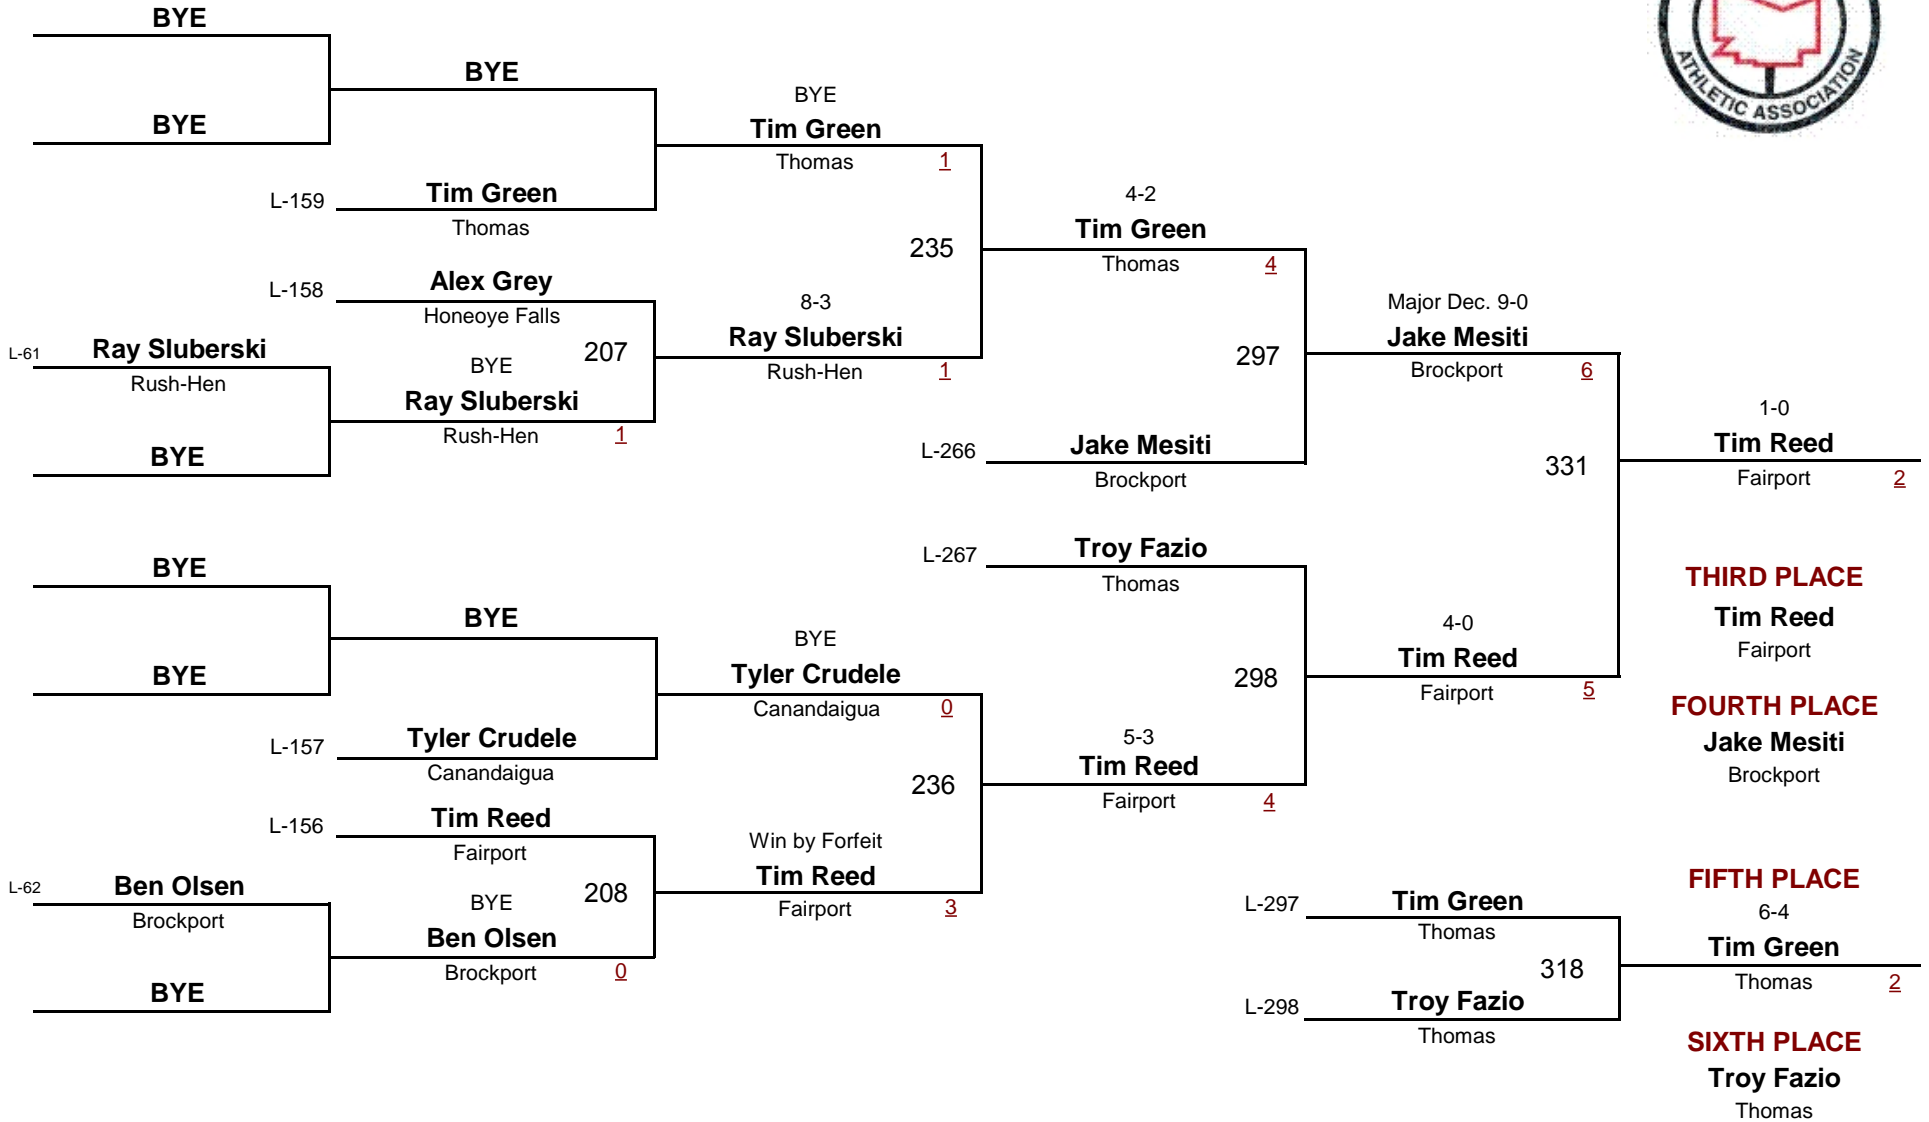 BYE
BYE
BYE
L-159
Tim Green
Thomas
BYE
Tim Green
Thomas
1
L-158
Alex Grey
Honeoye Falls
L-61
Ray Sluberski
Rush-Hen
BYE
BYE
Ray Sluberski
Rush-Hen
1
207
8-3
Ray Sluberski
Rush-Hen
1
235
4-2
Tim Green
Thomas
4
L-266
Jake Mesiti
Brockport
297
Major Dec. 9-0
Jake Mesiti
Brockport
6
BYE
BYE
BYE
L-157
Tyler Crudele
Canandaigua
BYE
Tyler Crudele
Canandaigua
0
L-156
Tim Reed
Fairport
L-62
Ben Olsen
Brockport
BYE
BYE
Ben Olsen
Brockport
0
208
Win by Forfeit
Tim Reed
Fairport
3
236
L-267
Troy Fazio
Thomas
5-3
Tim Reed
Fairport
4
298
4-0
Tim Reed
Fairport
5
331
1-0
Tim Reed
Fairport
2
THIRD PLACE
Tim Reed
Fairport
FOURTH PLACE
Jake Mesiti
Brockport
L-297
Tim Green
Thomas
L-298
Troy Fazio
Thomas
318
FIFTH PLACE
6-4
Tim Green
Thomas
2
SIXTH PLACE
Troy Fazio
Thomas
ATHLETIC ASSOCIATION